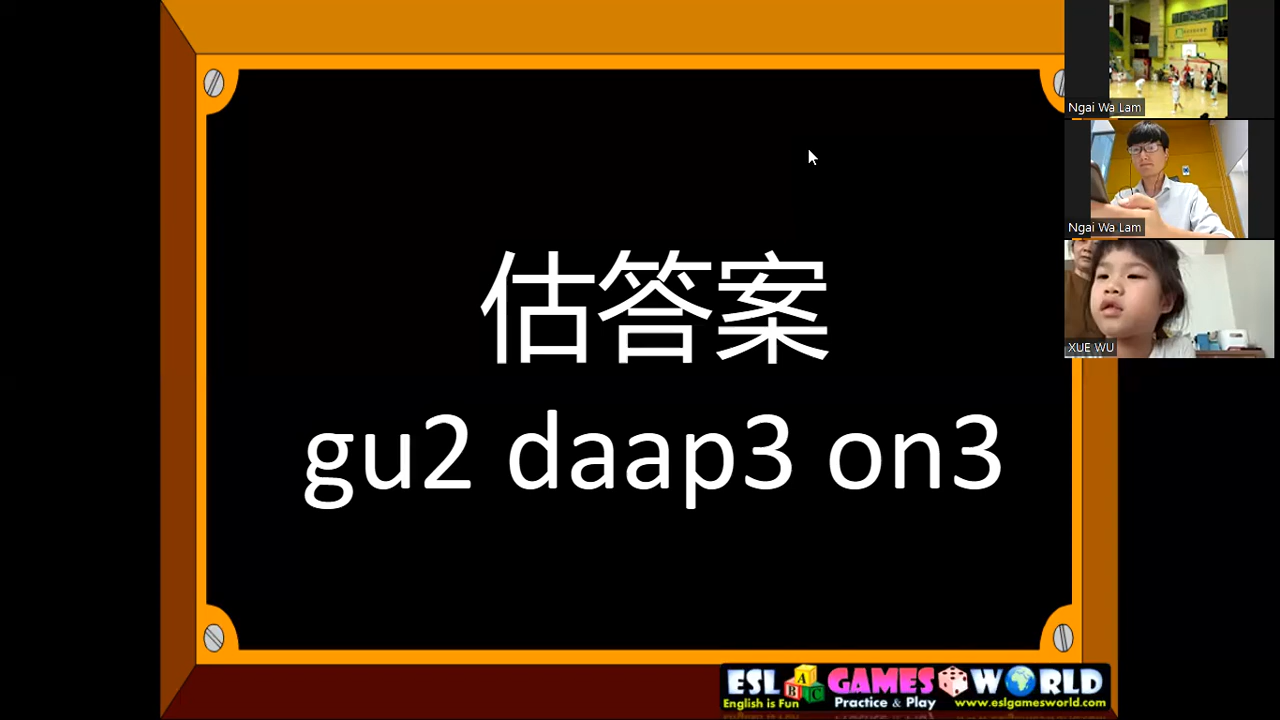 估答案
gu2 daap3 on3
Ngai Wa Lam
Ngai Wa Lam
XUE WU
ESL GAMES WORLD
English is Fun Practice & Play www.eslgamesworld.com